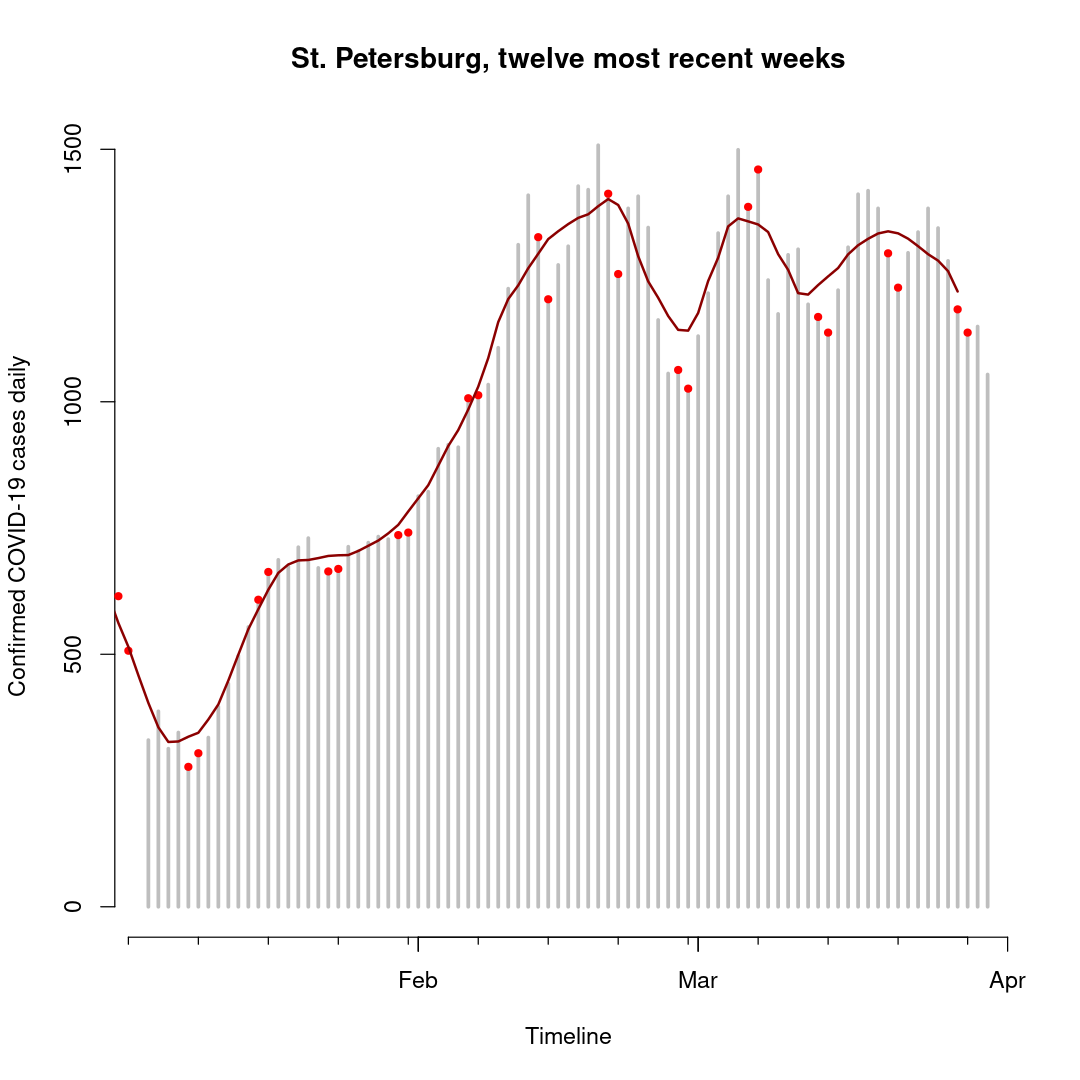 St. Petersburg, twelve most recent weeks
Confirmed COVID-19 cases daily
1500
1000
500
0
Feb Mar Apr
Timeline